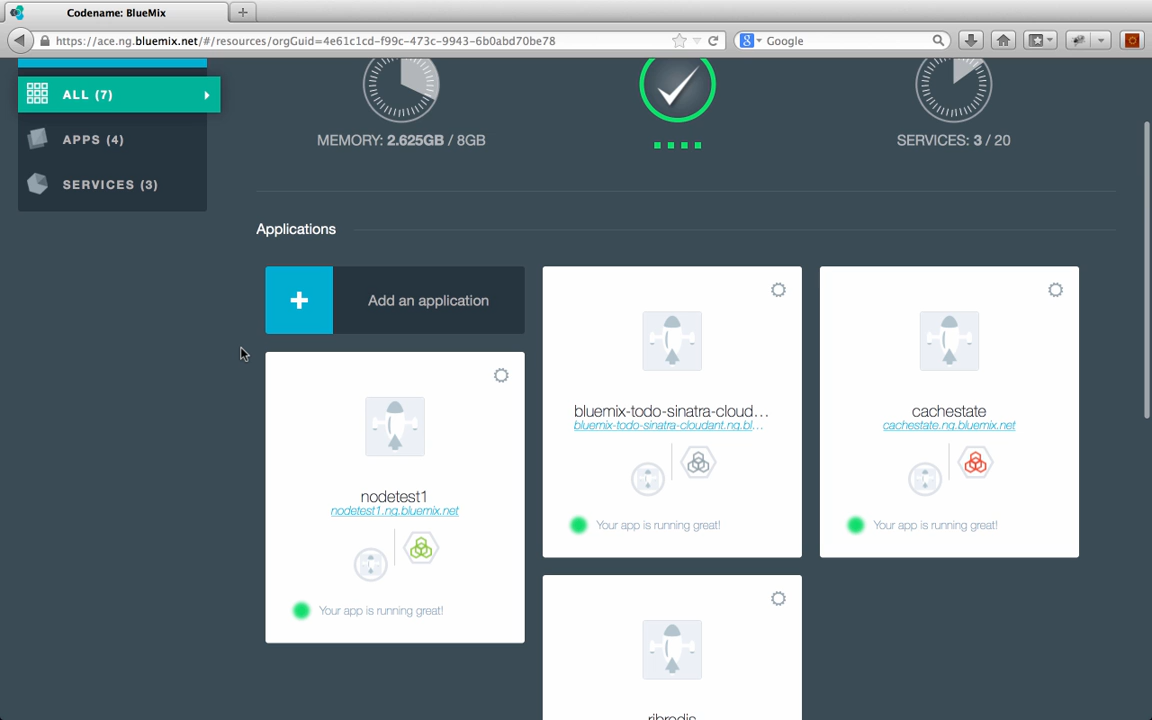 Codename: BlueMix
https://ace.ng.bluemix.net/#/resources/orgGuid=4e61c1cd-f99c-473c-9943-6b0abd70be78
Google
ALL (7)
APPS (4)
SERVICES (3)
MEMORY: 2.625GB / 8GB
SERVICES: 3 / 20
Applications
Add an application
bluemix-todo-sinatra-cloud...
bluemix-todo-sinatra-cloudant.ng.bl...
Your app is running great!
cachestate
cachestate.ng.bluemix.net
Your app is running great!
nodetest1
nodetest1.ng.bluemix.net
Your app is running great!